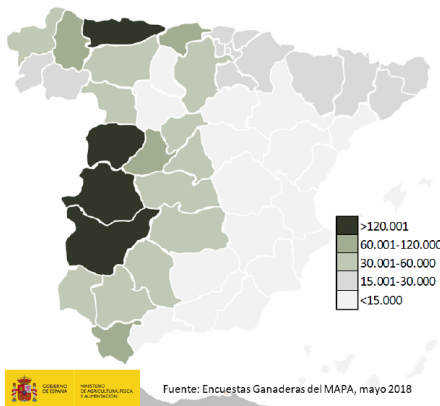 >120.001
60.001-120.000
30.001-60.000
15.001-30.000
<15.000
GOBIERNO
DE ESPAÑA
MINISTERIO
DE AGRICULTURA, PESCA
Y ALIMENTACIÓN
Fuente: Encuestas Ganaderas del MAPA, mayo 2018